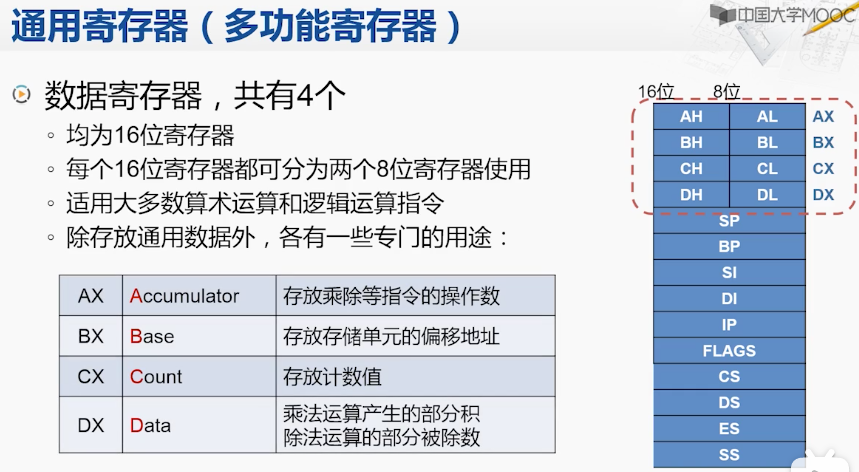 通用寄存器（多功能寄存器）
中国大学MOOC
数据寄存器，共有4个
均为16位寄存器
每个16位寄存器都可分为两个8位寄存器使用
适用大多数算术运算和逻辑运算指令
除存放通用数据外，各有一些专门的用途：
AX Accumulator 存放乘除等指令的操作数
BX Base 存放存储单元的偏移地址
CX Count 存放计数值
DX Data 乘法运算产生的部分积
除法运算的部分被除数
16位 8位
AH AL AX
BH BL BX
CH CL CX
DH DL DX
SP
BP
SI
DI
IP
FLAGS
CS
DS
ES
SS